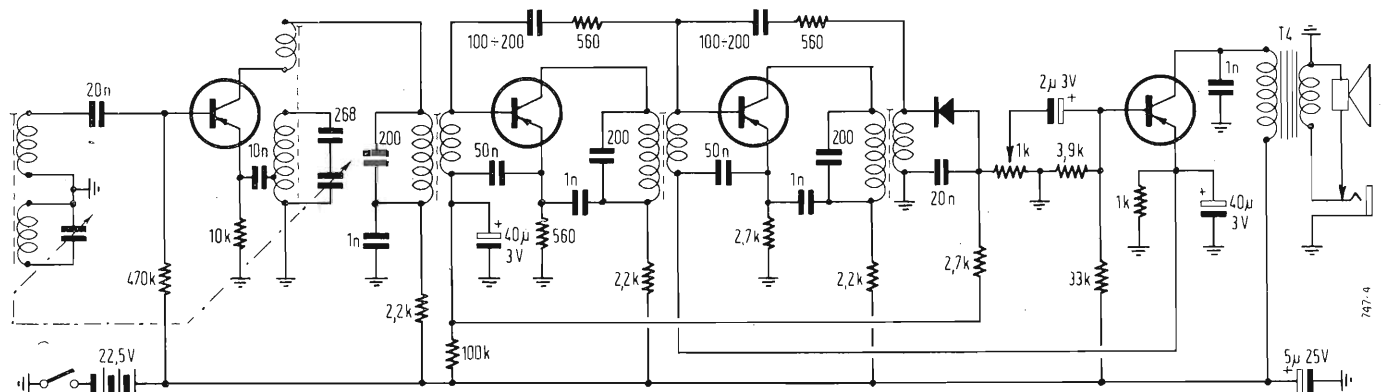 20n
470k
22,5V
10k
10n
268
200
1n
2,2k
100÷200
560
50n
40µ
3V
100k
560
1n
200
2,2k
100÷200
560
50n
2,7k
1n
200
2,2k
20n
2,7k
1k
2µ 3V
+
3,9k
33k
1k
+
40µ
3V
1n
T4
+
5µ 25V
+
747-4